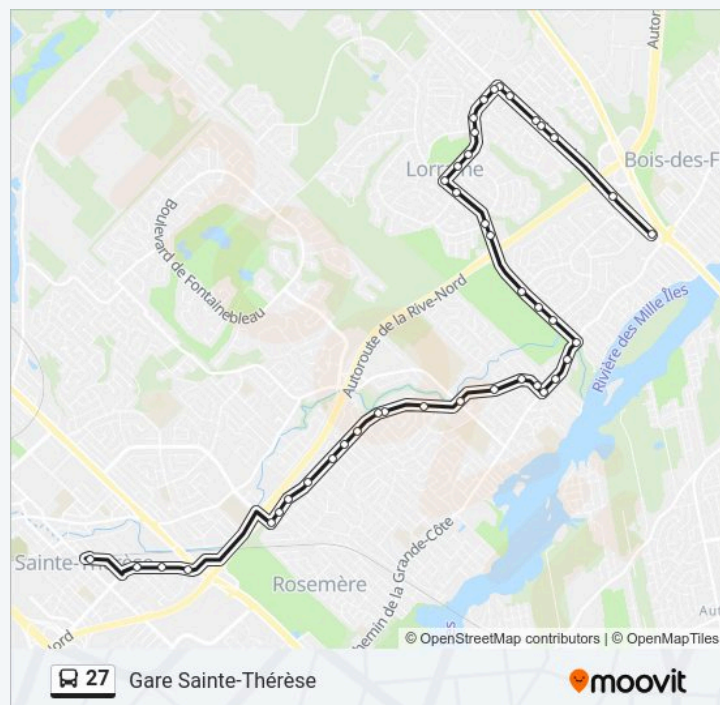 Autor
Bois-des-F
Lorraine
Boulevard de Fontainebleau
Autoroute de la Rive-Nord
Rivière des Mille Îles
Sainte-Thérèse
Rosemère
Chemin de la Grande-Côte
Nord
s
Aut
© OpenStreetMap contributors | © OpenMapTiles
27 Gare Sainte-Thérèse
moovit